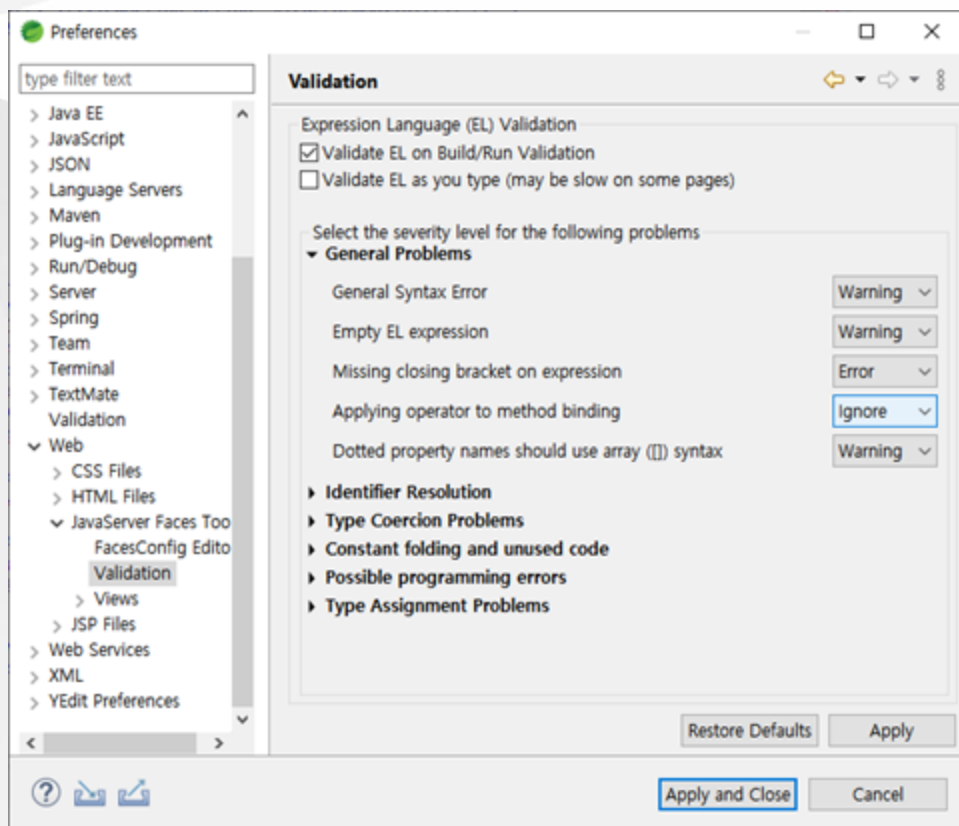 Preferences
type filter text
Java EE
JavaScript
JSON
Language Servers
Maven
Plug-in Development
Run/Debug
Server
Spring
Team
Terminal
TextMate
Validation
Web
CSS Files
HTML Files
JavaServer Faces Too
FacesConfig Edito
Validation
Views
JSP Files
Web Services
XML
YEdit Preferences
Validation
Expression Language (EL) Validation
Validate EL on Build/Run Validation
Validate EL as you type (may be slow on some pages)
Select the severity level for the following problems
General Problems
General Syntax Error Warning
Empty EL expression Warning
Missing closing bracket on expression Error
Applying operator to method binding Ignore
Dotted property names should use array ([]) syntax Warning
Identifier Resolution
Type Coercion Problems
Constant folding and unused code
Possible programming errors
Type Assignment Problems
Restore Defaults Apply
Apply and Close Cancel